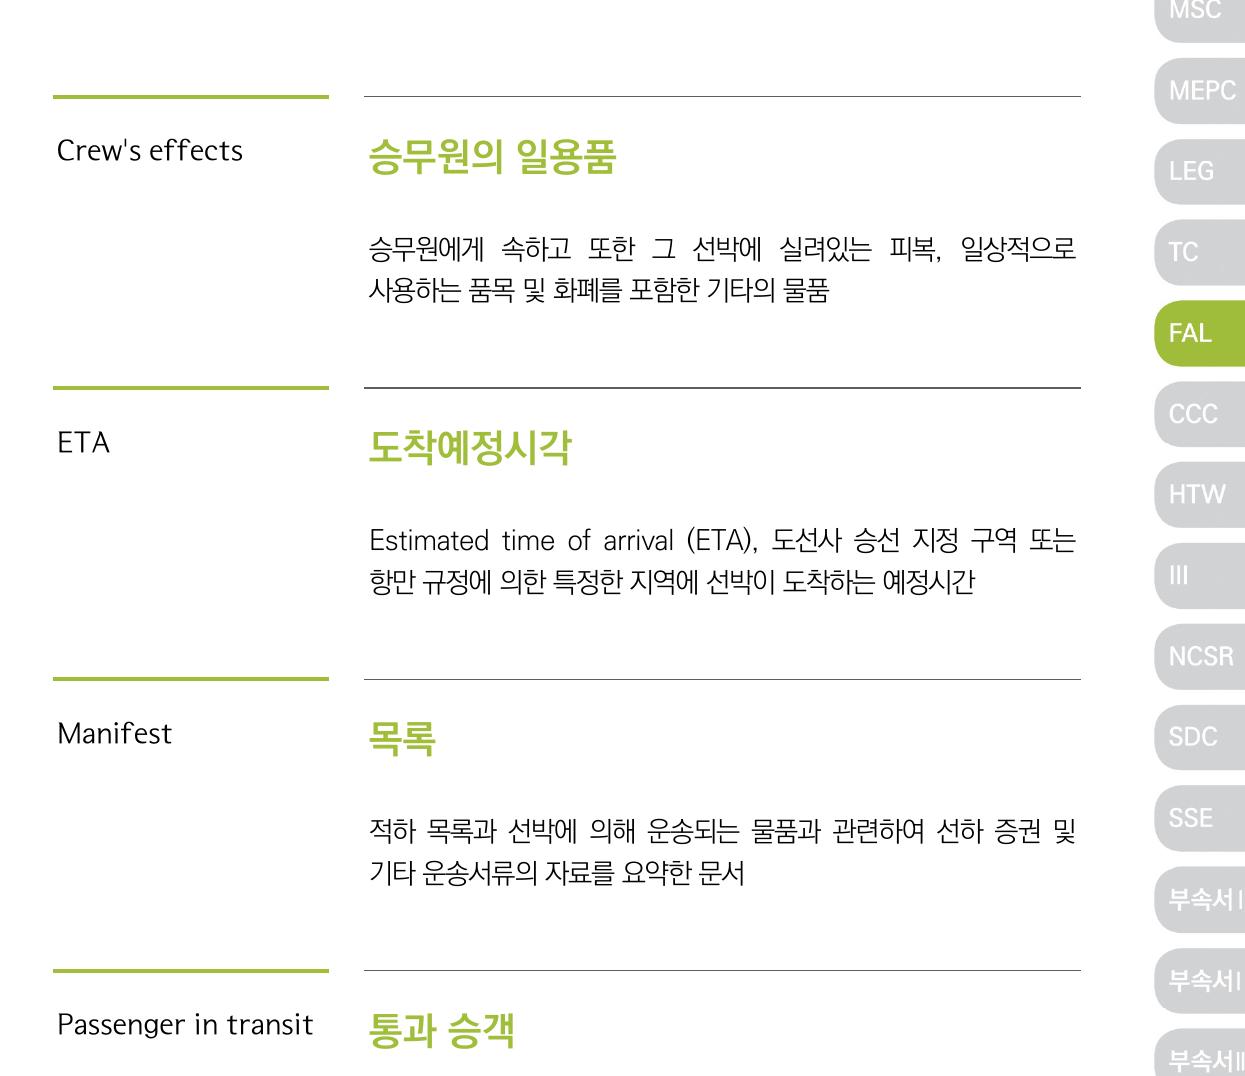 Crew's effects
승무원의 일용품
승무원에게 속하고 또한 그 선박에 실려있는 피복, 일상적으로
사용하는 품목 및 화폐를 포함한 기타의 물품
ETA
도착예정시각
Estimated time of arrival (ETA), 도선사 승선 지정 구역 또는
항만 규정에 의한 특정한 지역에 선박이 도착하는 예정시간
Manifest
목록
적하 목록과 선박에 의해 운송되는 물품과 관련하여 선하 증권 및
기타 운송서류의 자료를 요약한 문서
Passenger in transit
통과 승객
MSC
MEPC
LEG
TC
FAL
CCC
HTW
III
NCSR
SDC
SSE
부속서 I
부속서 I
부속서 II